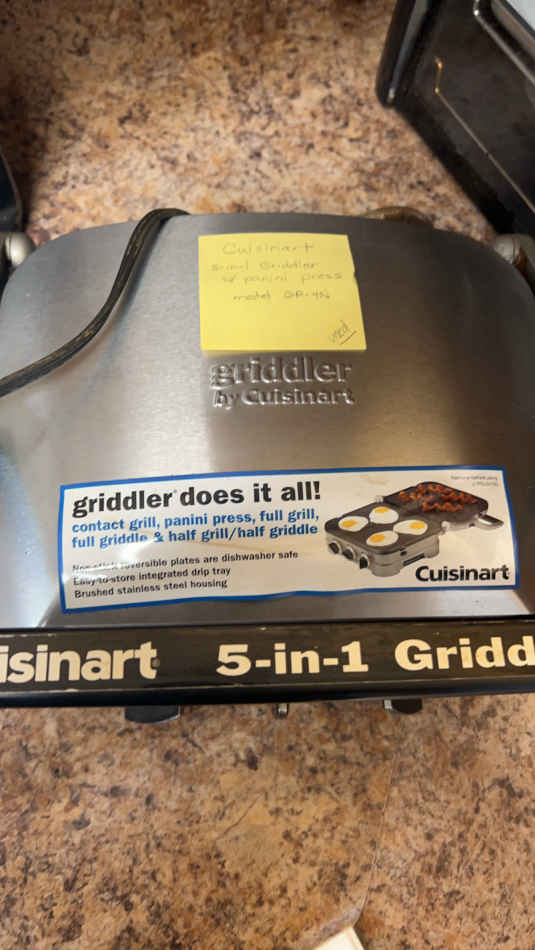 Cuisinart
5-in-1 Griddler
w/ panini press
model GR-4N
used
griddler
by Cuisinart
griddler® does it all!
contact grill, panini press, full grill,
full griddle & half grill/half griddle
Non-stick reversible plates are dishwasher safe
Easy-to-store integrated drip tray
Brushed stainless steel housing
Cuisinart
isinart 5-in-1 Gridd